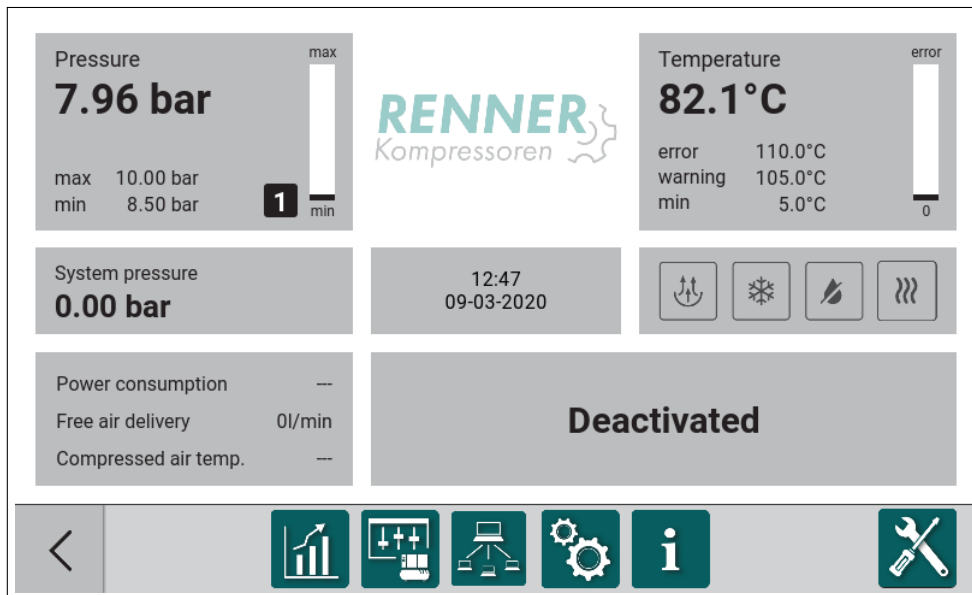 Pressure
max
7.96 bar
max 10.00 bar
min 8.50 bar
1
min
RENNER
Kompressoren
Temperature
error
82.1°C
error 110.0°C
warning 105.0°C
min 5.0°C
0
System pressure
0.00 bar
12:47
09-03-2020
Power consumption ---
Free air delivery 0l/min
Compressed air temp. ---
Deactivated
i